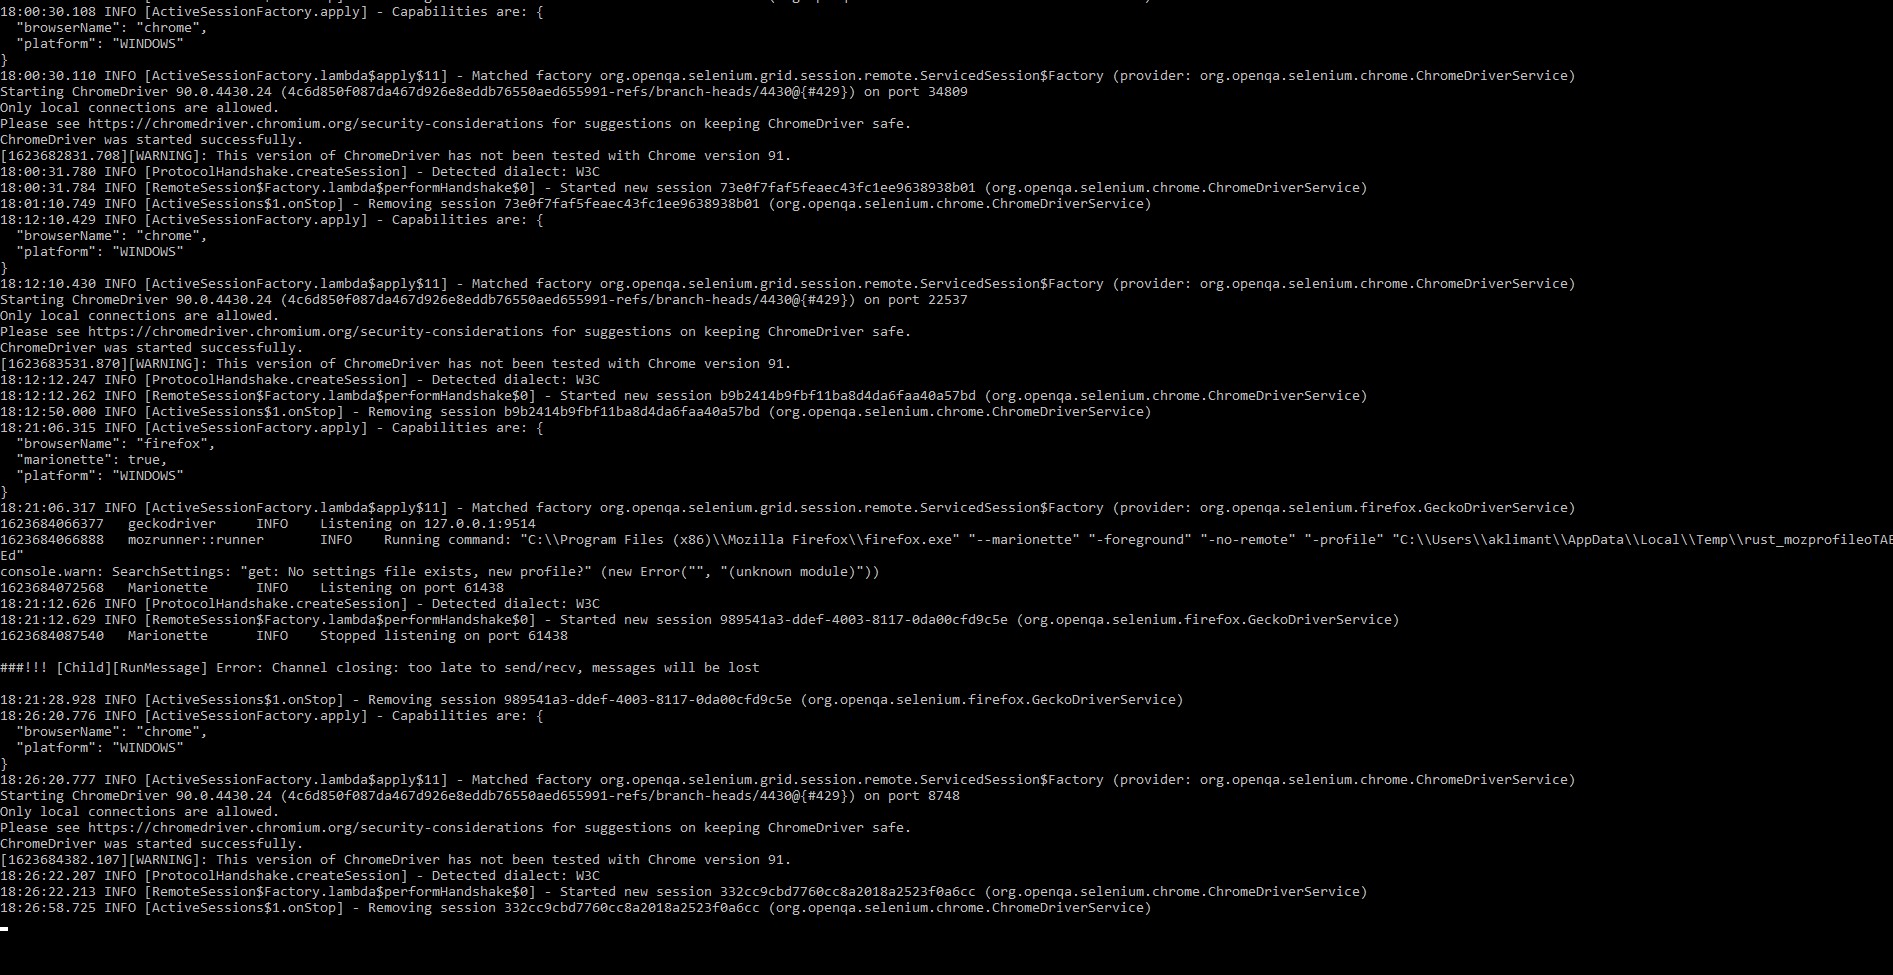 18:00:30.108 INFO [ActiveSessionFactory.apply] - Capabilities are: {
  "browserName": "chrome",
  "platform": "WINDOWS"
}
18:00:30.110 INFO [ActiveSessionFactory.lambda$apply$11] - Matched factory org.openqa.selenium.grid.session.remote.ServicedSession$Factory (provider: org.openqa.selenium.chrome.ChromeDriverService)
Starting ChromeDriver 90.0.4430.24 (4c6d850f087da467d926e8eddb76550aed655991-refs/branch-heads/4430@{#429}) on port 34809
Only local connections are allowed.
Please see https://chromedriver.chromium.org/security-considerations for suggestions on keeping ChromeDriver safe.
ChromeDriver was started successfully.
[1623682831.708][WARNING]: This version of ChromeDriver has not been tested with Chrome version 91.
18:00:31.780 INFO [ProtocolHandshake.createSession] - Detected dialect: W3C
18:00:31.784 INFO [RemoteSession$Factory.lambda$performHandshake$0] - Started new session 73e0f7faf5feaec43fc1ee9638938b01 (org.openqa.selenium.chrome.ChromeDriverService)
18:01:10.749 INFO [ActiveSessions$1.onStop] - Removing session 73e0f7faf5feaec43fc1ee9638938b01 (org.openqa.selenium.chrome.ChromeDriverService)
18:12:10.429 INFO [ActiveSessionFactory.apply] - Capabilities are: {
  "browserName": "chrome",
  "platform": "WINDOWS"
}
18:12:10.430 INFO [ActiveSessionFactory.lambda$apply$11] - Matched factory org.openqa.selenium.grid.session.remote.ServicedSession$Factory (provider: org.openqa.selenium.chrome.ChromeDriverService)
Starting ChromeDriver 90.0.4430.24 (4c6d850f087da467d926e8eddb76550aed655991-refs/branch-heads/4430@{#429}) on port 22537
Only local connections are allowed.
Please see https://chromedriver.chromium.org/security-considerations for suggestions on keeping ChromeDriver safe.
ChromeDriver was started successfully.
[1623683531.870][WARNING]: This version of ChromeDriver has not been tested with Chrome version 91.
18:12:12.247 INFO [ProtocolHandshake.createSession] - Detected dialect: W3C
18:12:12.262 INFO [RemoteSession$Factory.lambda$performHandshake$0] - Started new session b9b2414b9fbf11ba8d4da6faa40a57bd (org.openqa.selenium.chrome.ChromeDriverService)
18:12:50.000 INFO [ActiveSessions$1.onStop] - Removing session b9b2414b9fbf11ba8d4da6faa40a57bd (org.openqa.selenium.chrome.ChromeDriverService)
18:21:06.315 INFO [ActiveSessionFactory.apply] - Capabilities are: {
  "browserName": "firefox",
  "marionette": true,
  "platform": "WINDOWS"
}
18:21:06.317 INFO [ActiveSessionFactory.lambda$apply$11] - Matched factory org.openqa.selenium.grid.session.remote.ServicedSession$Factory (provider: org.openqa.selenium.firefox.GeckoDriverService)
1623684066377   geckodriver     INFO    Listening on 127.0.0.1:9514
1623684066888   mozrunner::runner       INFO    Running command: "C:\\Program Files (x86)\\Mozilla Firefox\\firefox.exe" "--marionette" "-foreground" "-no-remote" "-profile" "C:\\Users\\aklimant\\AppData\\Local\\Temp\\rust_mozprofileoTAE
Ed"
console.warn: SearchSettings: "get: No settings file exists, new profile?" (new Error("", "(unknown module)"))
1623684072568   Marionette      INFO    Listening on port 61438
18:21:12.626 INFO [ProtocolHandshake.createSession] - Detected dialect: W3C
18:21:12.629 INFO [RemoteSession$Factory.lambda$performHandshake$0] - Started new session 989541a3-ddef-4003-8117-0da00cfd9c5e (org.openqa.selenium.firefox.GeckoDriverService)
1623684087540   Marionette      INFO    Stopped listening on port 61438
###!!! [Child][RunMessage] Error: Channel closing: too late to send/recv, messages will be lost
18:21:28.928 INFO [ActiveSessions$1.onStop] - Removing session 989541a3-ddef-4003-8117-0da00cfd9c5e (org.openqa.selenium.firefox.GeckoDriverService)
18:26:20.776 INFO [ActiveSessionFactory.apply] - Capabilities are: {
  "browserName": "chrome",
  "platform": "WINDOWS"
}
18:26:20.777 INFO [ActiveSessionFactory.lambda$apply$11] - Matched factory org.openqa.selenium.grid.session.remote.ServicedSession$Factory (provider: org.openqa.selenium.chrome.ChromeDriverService)
Starting ChromeDriver 90.0.4430.24 (4c6d850f087da467d926e8eddb76550aed655991-refs/branch-heads/4430@{#429}) on port 8748
Only local connections are allowed.
Please see https://chromedriver.chromium.org/security-considerations for suggestions on keeping ChromeDriver safe.
ChromeDriver was started successfully.
[1623684382.107][WARNING]: This version of ChromeDriver has not been tested with Chrome version 91.
18:26:22.207 INFO [ProtocolHandshake.createSession] - Detected dialect: W3C
18:26:22.213 INFO [RemoteSession$Factory.lambda$performHandshake$0] - Started new session 332cc9cbd7760cc8a2018a2523f0a6cc (org.openqa.selenium.chrome.ChromeDriverService)
18:26:58.725 INFO [ActiveSessions$1.onStop] - Removing session 332cc9cbd7760cc8a2018a2523f0a6cc (org.openqa.selenium.chrome.ChromeDriverService)